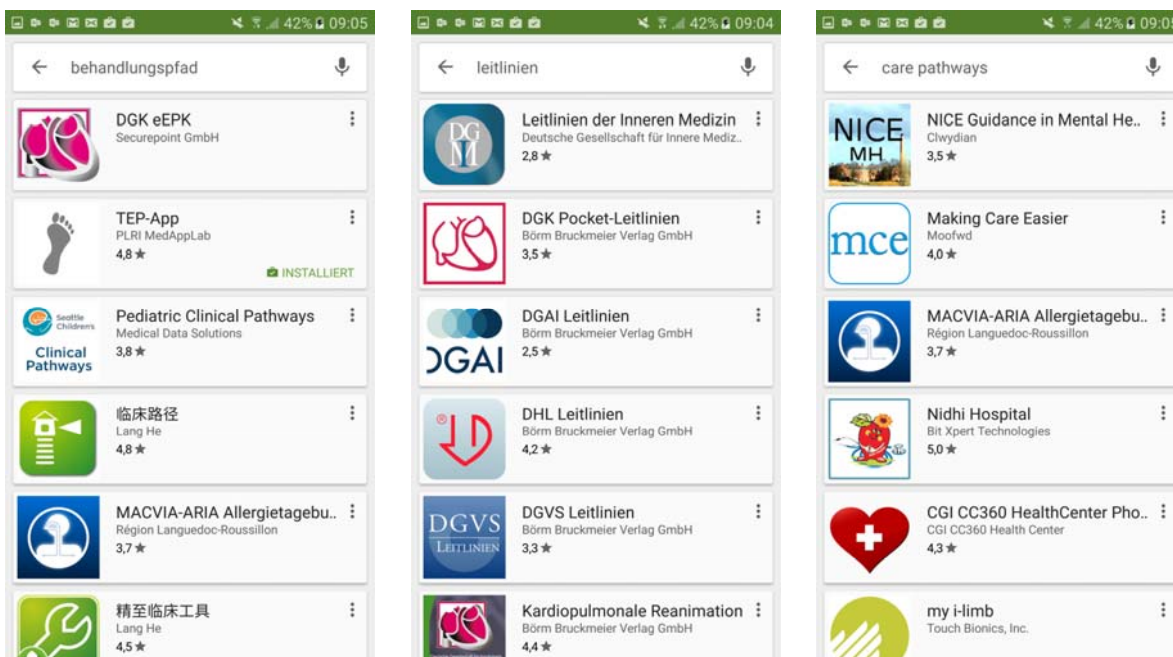 42% 09:05
behandlungspfad
DGK eEPK
Securepoint GmbH
TEP-App
PLRI MedAppLab
4,8★
INSTALLIERT
Seattle
Children's
Clinical
Pathways
Pediatric Clinical Pathways
Medical Data Solutions
3,8★
临床路径
Lang He
4,8★
MACVIA-ARIA Allergietagebu..
Région Languedoc-Roussillon
3,7★
精至临床工具
Lang He
4,5★
42% 09:04
leitlinien
DG
IM
Leitlinien der Inneren Medizin
Deutsche Gesellschaft für Innere Mediz..
2,8★
DGK Pocket-Leitlinien
Börm Bruckmeier Verlag GmbH
3,5★
DGAI
DGAI Leitlinien
Börm Bruckmeier Verlag GmbH
2,5★
DHL Leitlinien
Börm Bruckmeier Verlag GmbH
4,2★
DGVS
LEITLINIEN
DGVS Leitlinien
Börm Bruckmeier Verlag GmbH
3,3★
Kardiopulmonale Reanimation
Börm Bruckmeier Verlag GmbH
4,4★
42% 09:05
care pathways
NICE
MH
NICE Guidance in Mental He..
Clwydian
3,5★
mce
Making Care Easier
Moofwd
4,0★
MACVIA-ARIA Allergietagebu..
Région Languedoc-Roussillon
3,7★
Nidhi Hospital
Bit Xpert Technologies
5,0★
CGI CC360 HealthCenter Pho..
CGI CC360 Health Center
4,3★
my i-limb
Touch Bionics, Inc.